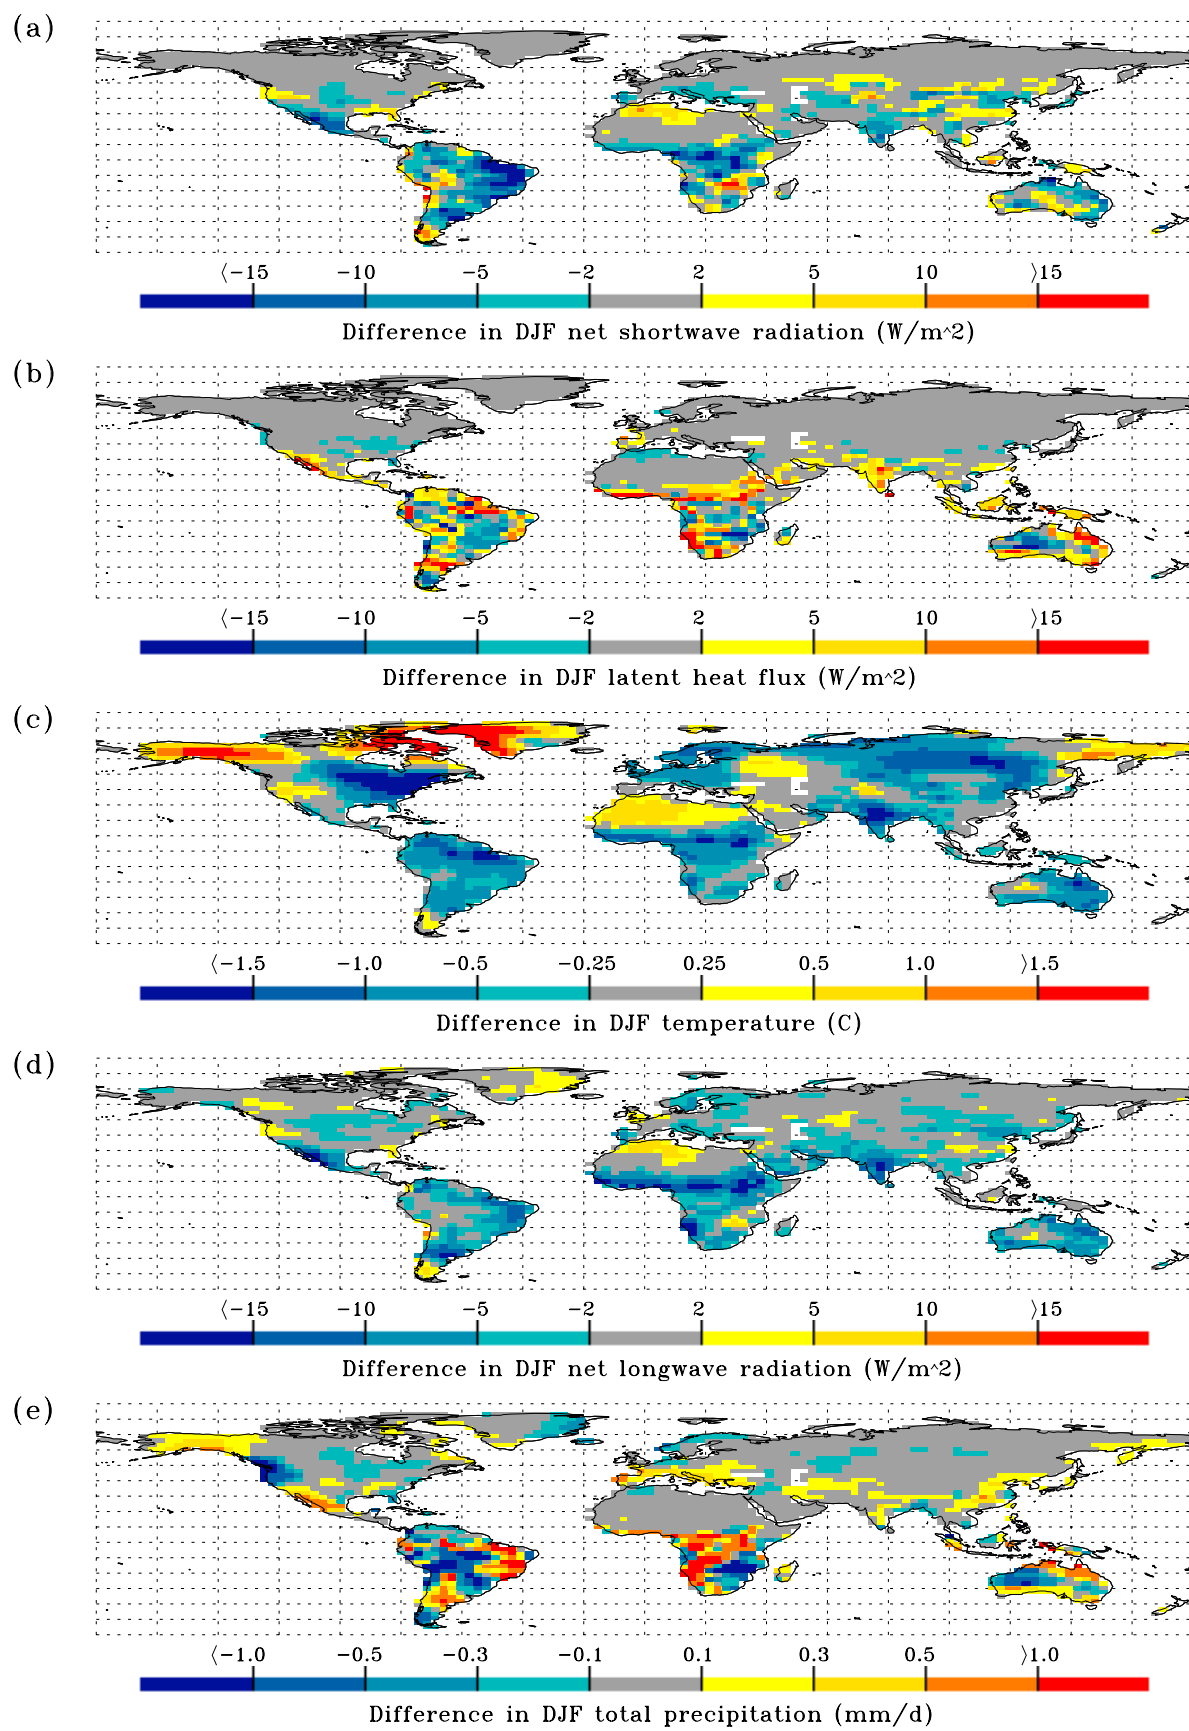 (a)
⟨-15 -10 -5 -2 2 5 10 ⟩15
Difference in DJF net shortwave radiation (W/m^2)
(b)
⟨-15 -10 -5 -2 2 5 10 ⟩15
Difference in DJF latent heat flux (W/m^2)
(c)
⟨-1.5 -1.0 -0.5 -0.25 0.25 0.5 1.0 ⟩1.5
Difference in DJF temperature (C)
(d)
⟨-15 -10 -5 -2 2 5 10 ⟩15
Difference in DJF net longwave radiation (W/m^2)
(e)
⟨-1.0 -0.5 -0.3 -0.1 0.1 0.3 0.5 ⟩1.0
Difference in DJF total precipitation (mm/d)